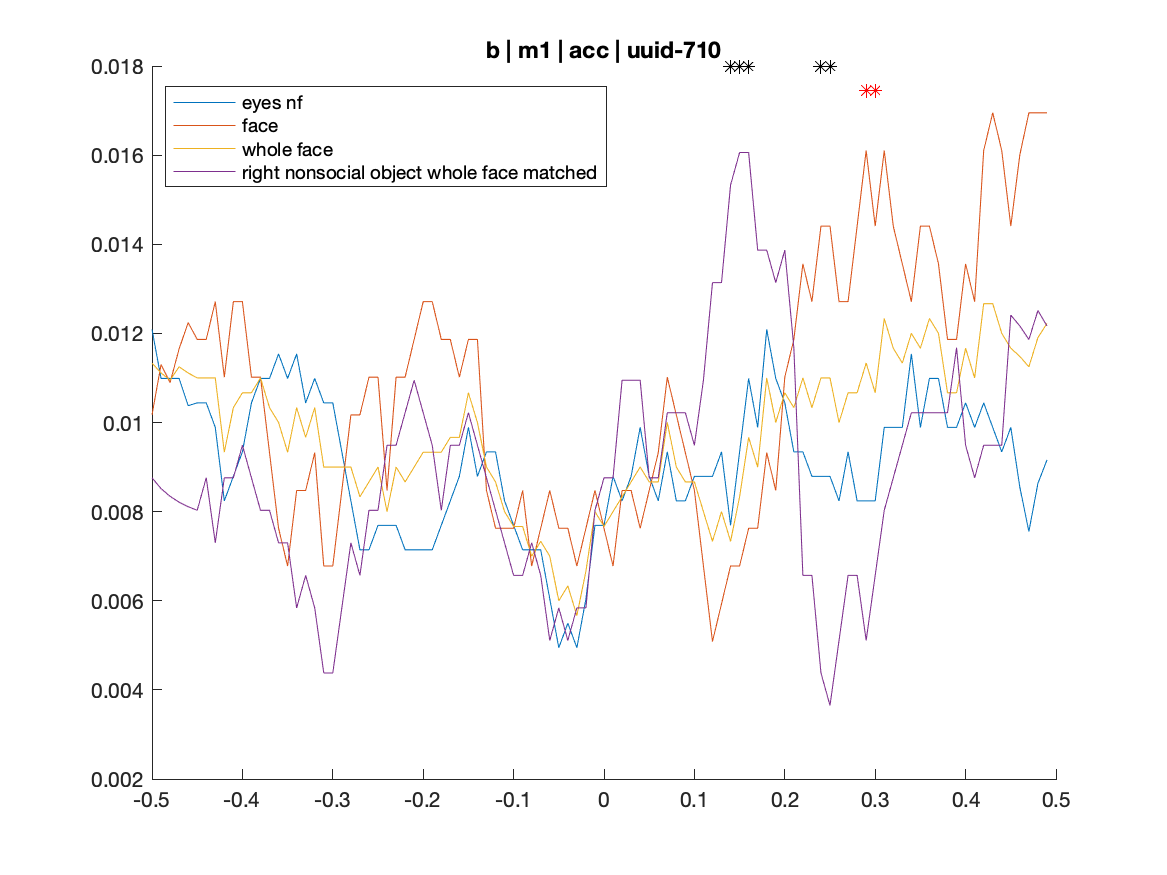 b | m1 | acc | uuid-710
0.018
0.016
0.014
0.012
0.01
0.008
0.006
0.004
0.002
eyes nf
face
whole face
right nonsocial object whole face matched
-0.5 -0.4 -0.3 -0.2 -0.1 0 0.1 0.2 0.3 0.4 0.5